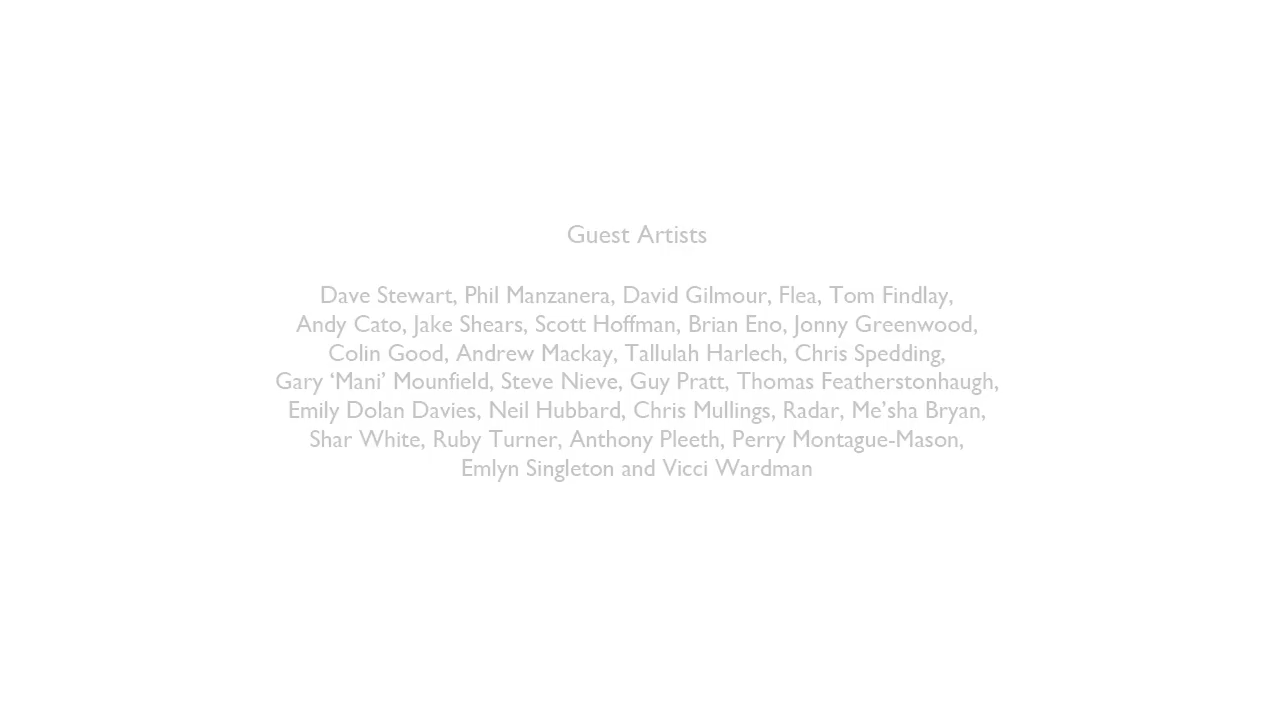 Guest Artists
Dave Stewart, Phil Manzanera, David Gilmour, Flea, Tom Findlay,
Andy Cato, Jake Shears, Scott Hoffman, Brian Eno, Jonny Greenwood,
Colin Good, Andrew Mackay, Tallulah Harlech, Chris Spedding,
Gary ‘Mani’ Mounfield, Steve Nieve, Guy Pratt, Thomas Featherstonhaugh,
Emily Dolan Davies, Neil Hubbard, Chris Mullings, Radar, Me’sha Bryan,
Shar White, Ruby Turner, Anthony Pleeth, Perry Montague-Mason,
Emlyn Singleton and Vicci Wardman